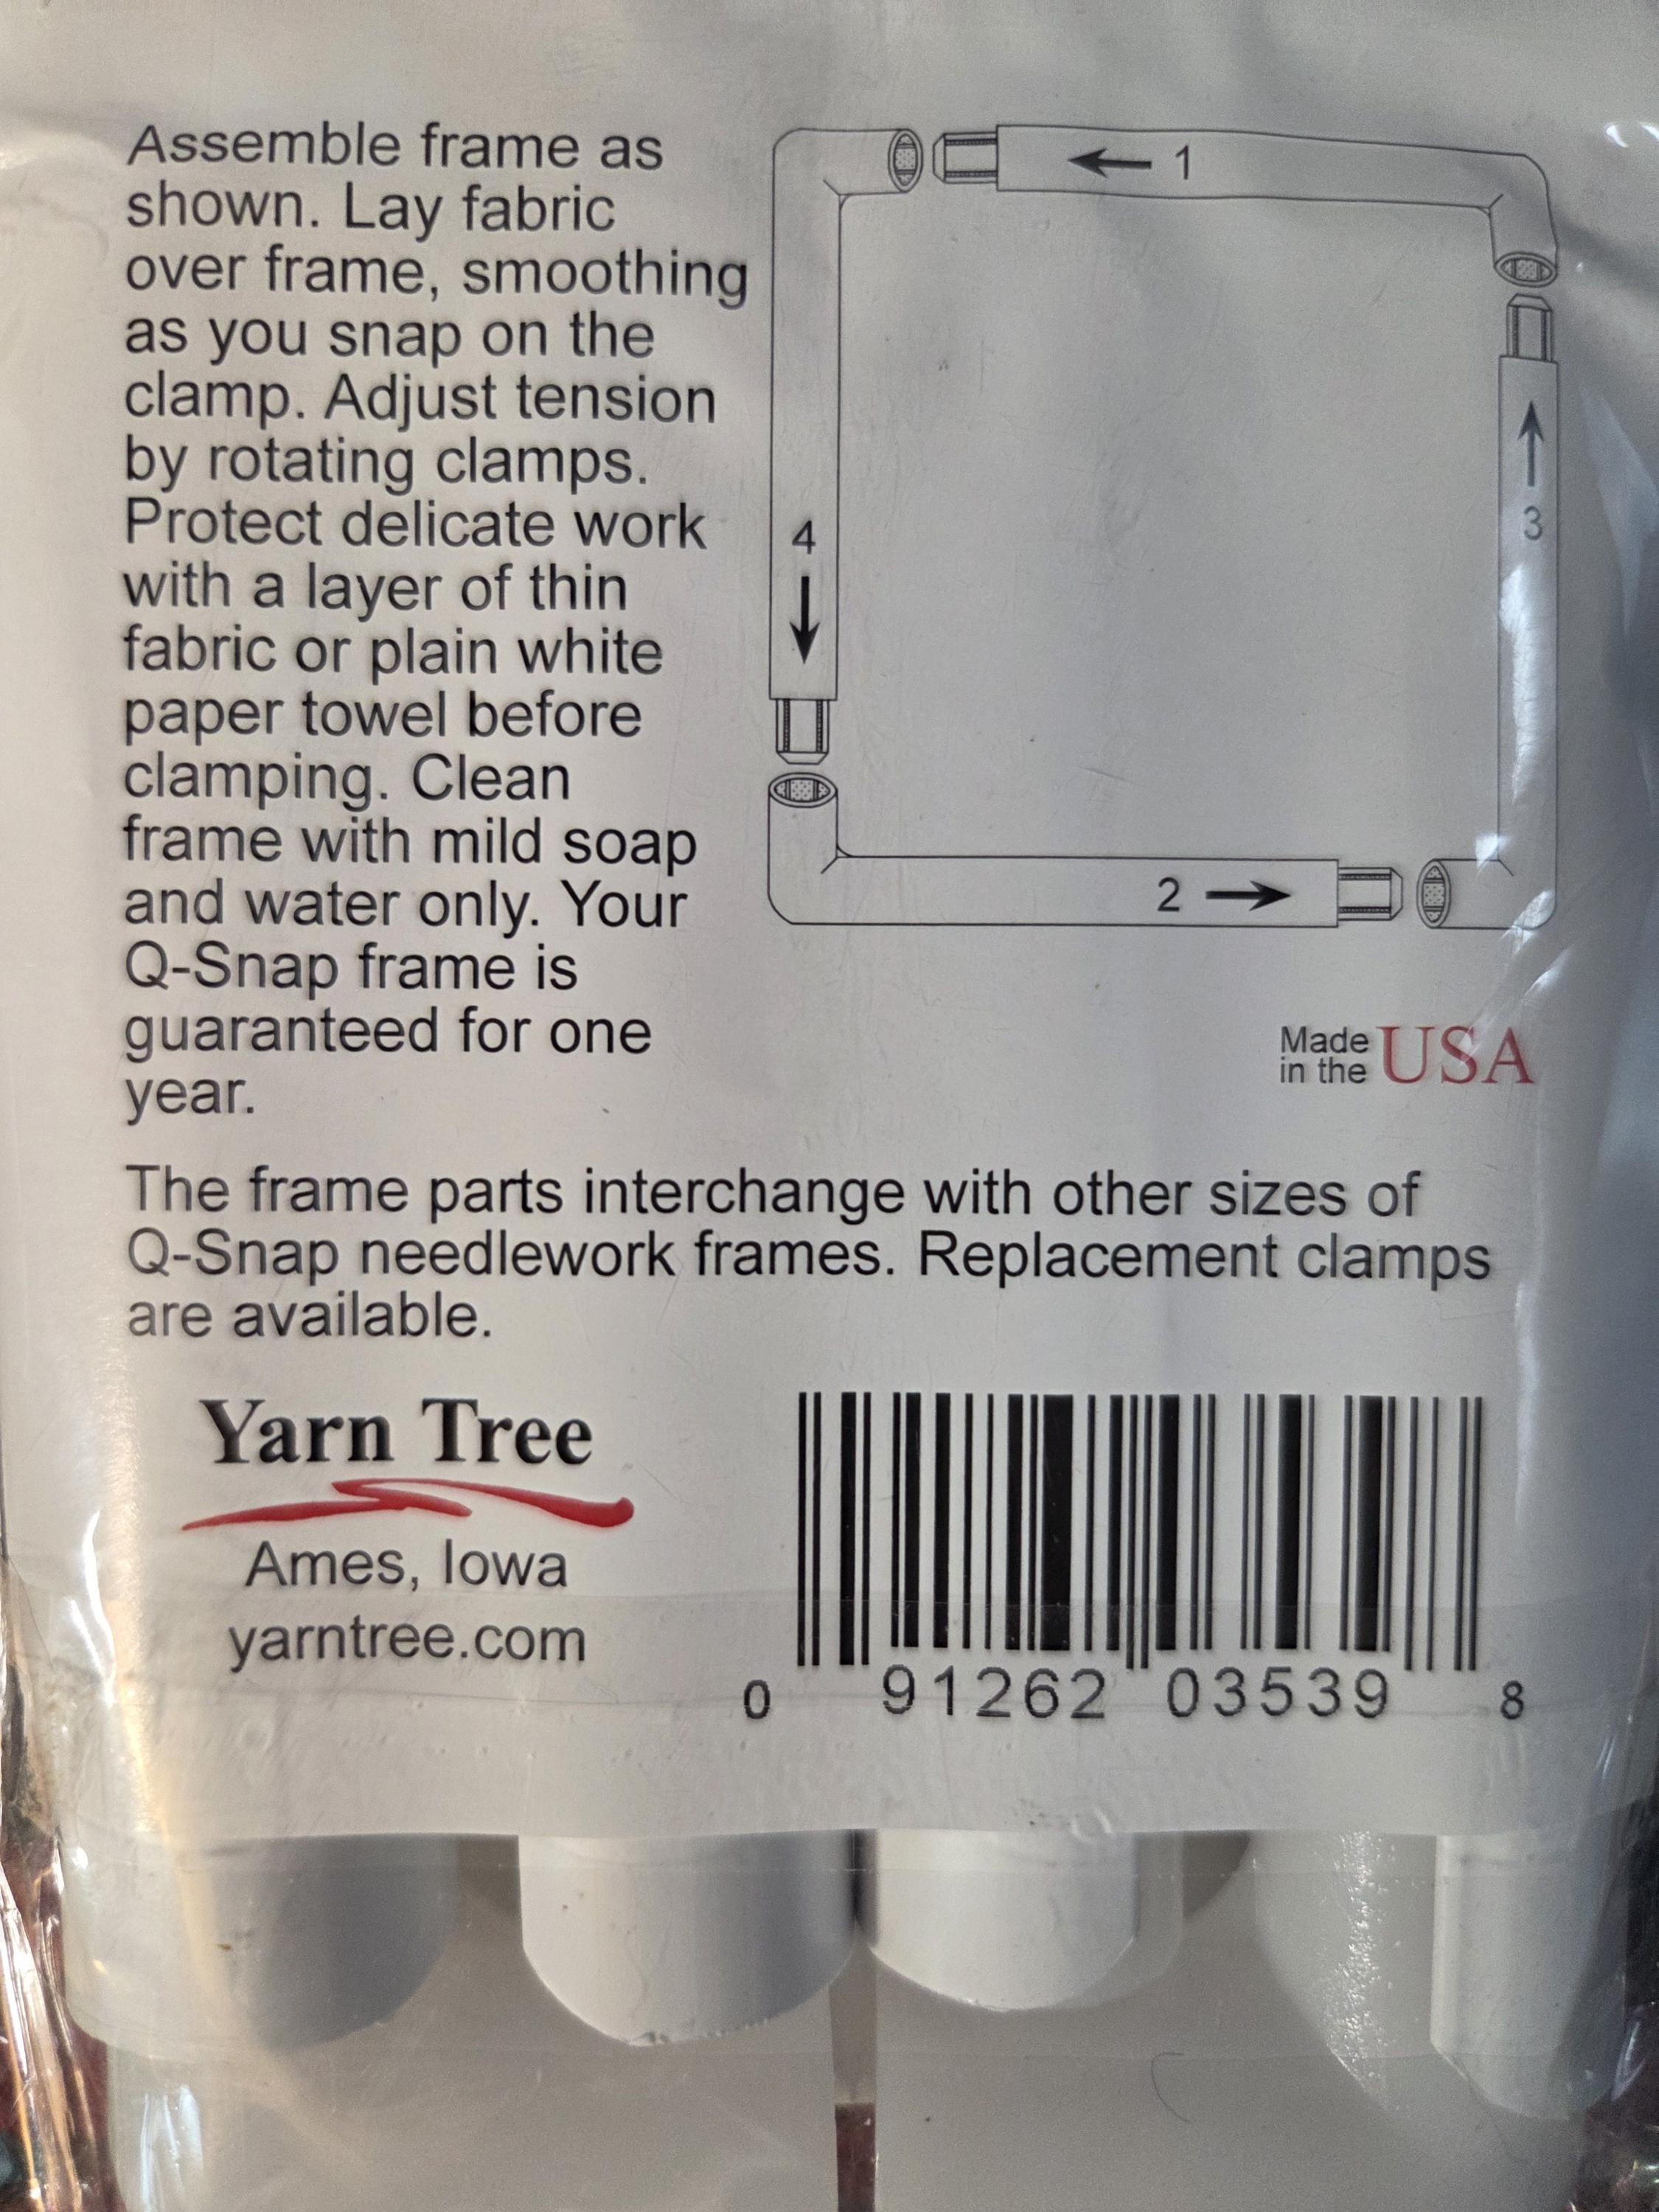 Assemble frame as
shown. Lay fabric
over frame, smoothing
as you snap on the
clamp. Adjust tension
by rotating clamps.
Protect delicate work
with a layer of thin
fabric or plain white
paper towel before
clamping. Clean
frame with mild soap
and water only. Your
Q-Snap frame is
guaranteed for one
year.
1
3
4
2
Made
in the USA
The frame parts interchange with other sizes of
Q-Snap needlework frames. Replacement clamps
are available.
Yarn Tree
Ames, Iowa
yarntree.com
0 91262 03539 8